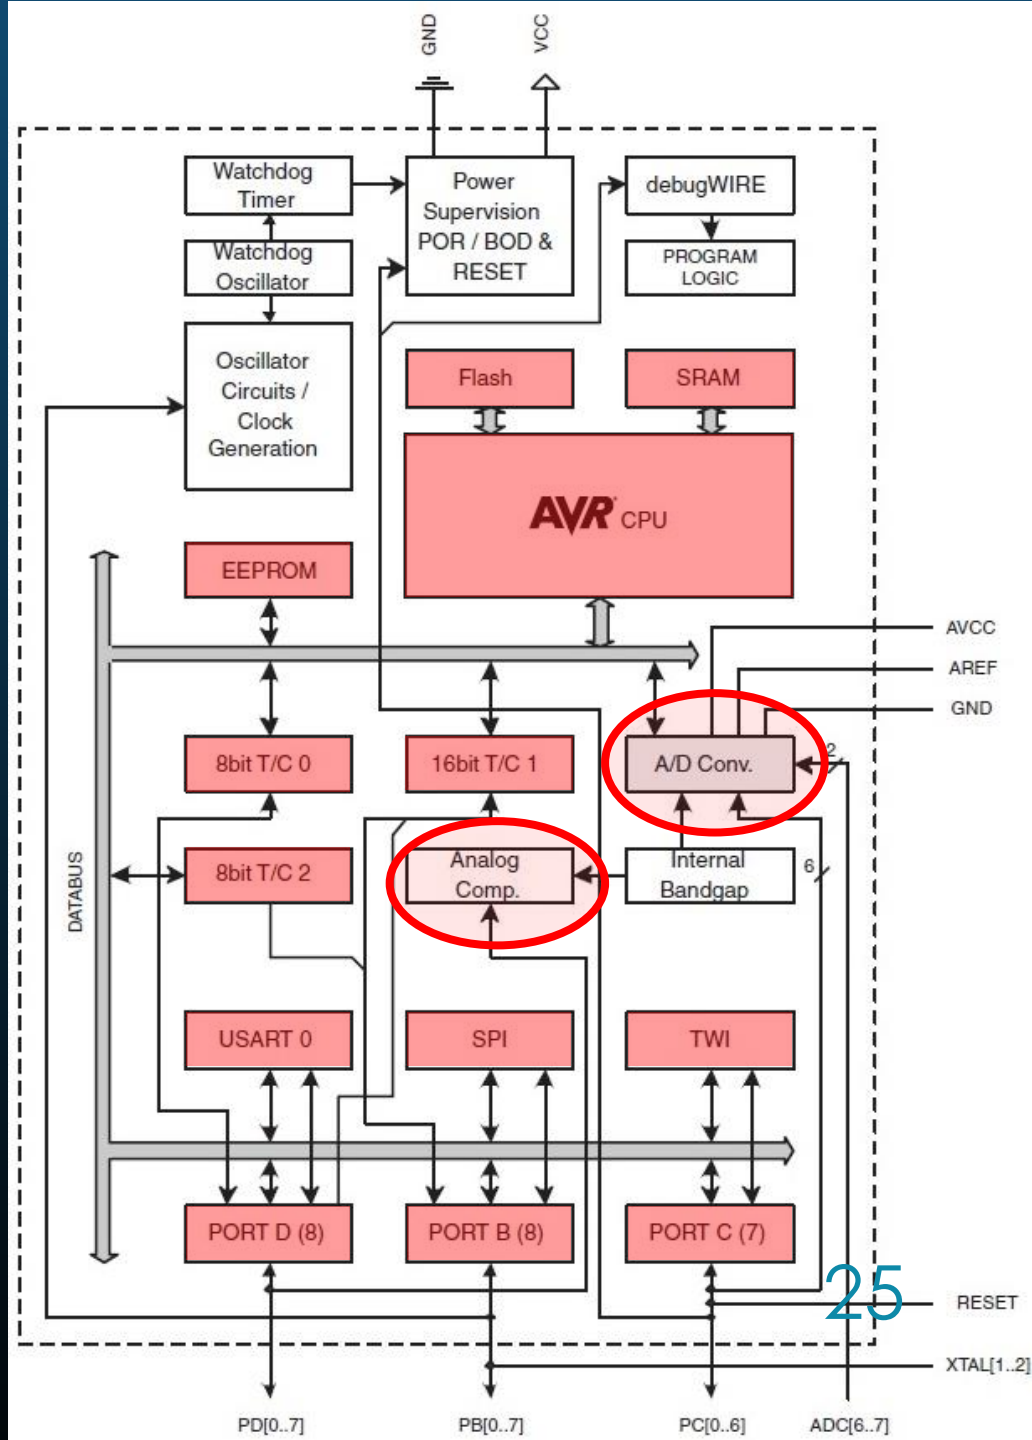 GND
VCC
Watchdog
Timer
Power
Supervision
POR / BOD &
RESET
debugWIRE
Watchdog
Oscillator
PROGRAM
LOGIC
Oscillator
Circuits /
Clock
Generation
Flash
SRAM
AVR CPU
EEPROM
AVCC
AREF
GND
8bit T/C 0
16bit T/C 1
A/D Conv.
2
8bit T/C 2
Analog
Comp.
Internal
Bandgap
6
DATABUS
USART 0
SPI
TWI
PORT D (8)
PORT B (8)
PORT C (7)
25
RESET
XTAL[1..2]
PD[0..7]
PB[0..7]
PC[0..6]
ADC[6..7]